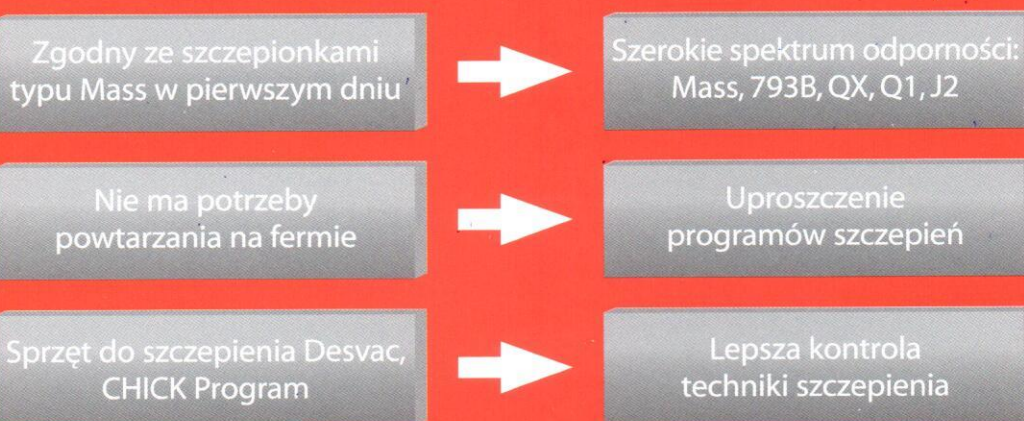 Zgodny ze szczepionkami
typu Mass w pierwszym dniu
Szerokie spektrum odporności:
Mass, 793B, QX, Q1, J2
Nie ma potrzeby
powtarzania na fermie
Uproszczenie
programów szczepień
Sprzęt do szczepienia Desvac,
CHICK Program
Lepsza kontrola
techniki szczepienia